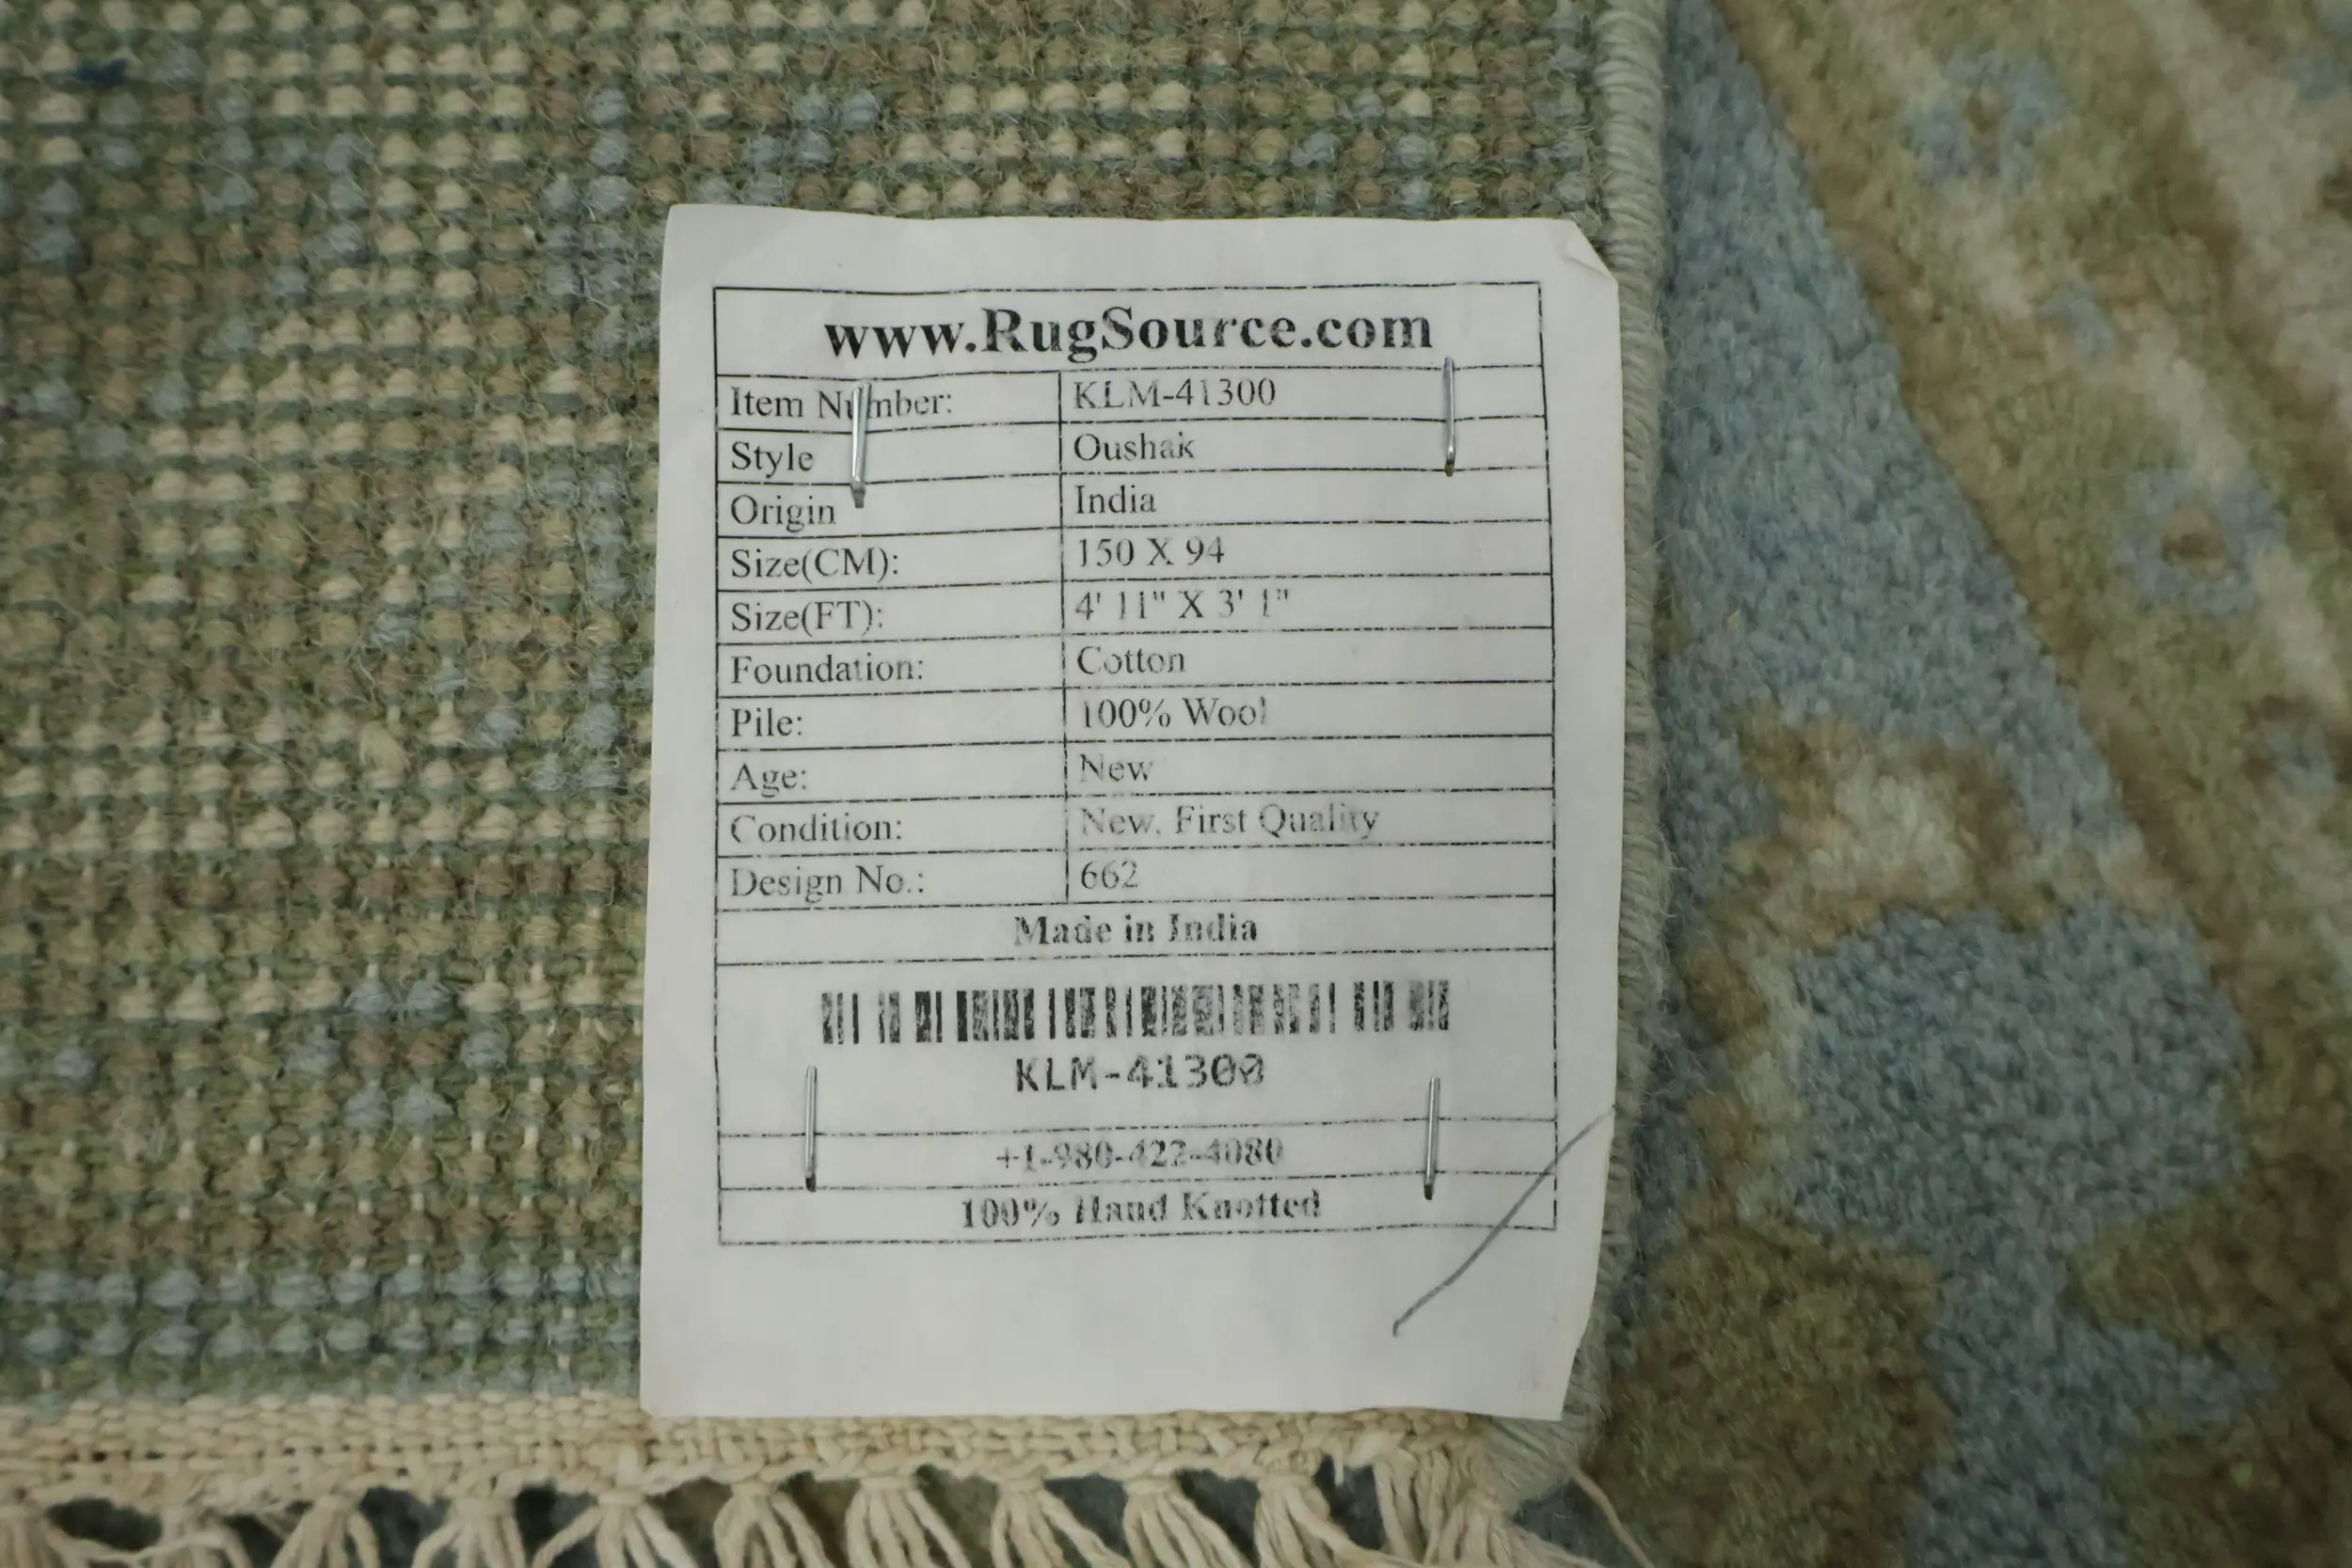 www.RugSource.com
Item Number: KLM-41300
Style Oushak
Origin India
Size(CM): 150 X 94
Size(FT): 4' 11" X 3' 1"
Foundation: Cotton
Pile: 100% Wool
Age: New
Condition: New, First Quality
Design No.: 662
Made in India
KLM-41300
+1-980-422-4080
100% Hand Knotted